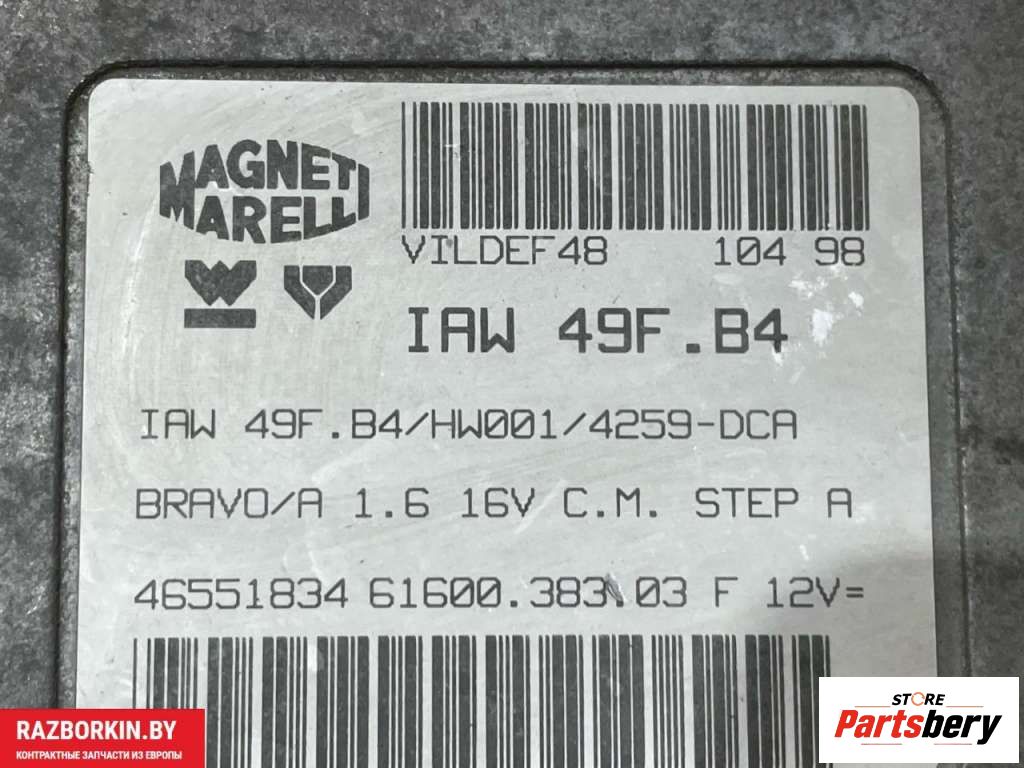 MAGNETI
MARELLI
VILDEF48 104 98
IAW 49F.B4
IAW 49F.B4/HW001/4259-DCA
BRAVO/A 1.6 16V C.M. STEP A
46551834 61600.383.03 F 12V=
RAZBORKIN.BY
КОНТРАКТНЫЕ ЗАПЧАСТИ ИЗ ЕВРОПЫ
STORE
Partsbery